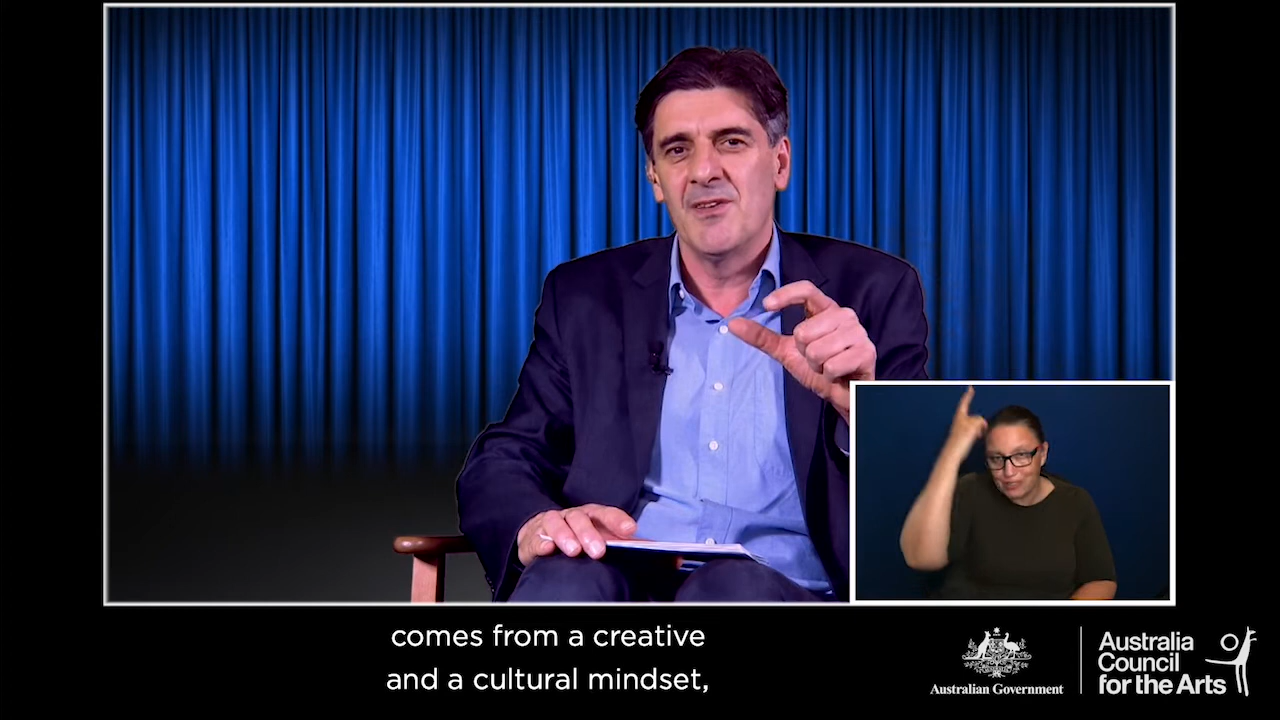 comes from a creative
and a cultural mindset,
Australian Government
Australia
Council
for the Arts